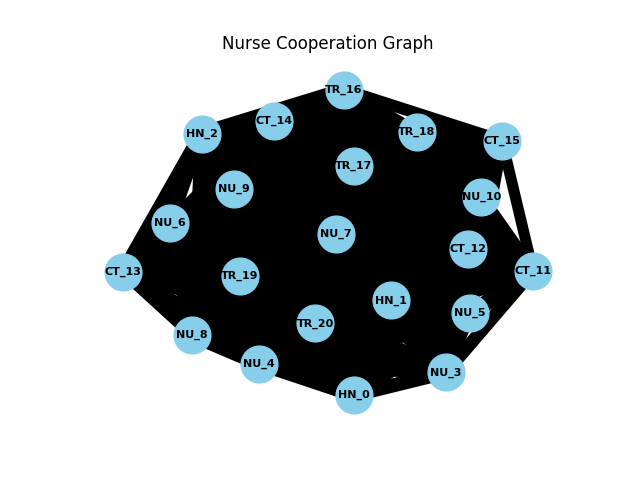 Nurse Cooperation Graph
TR_16
CT_14
TR_18
HN_2
CT_15
TR_17
NU_9
NU_10
NU_6
NU_7
CT_12
CT_13
TR_19
CT_11
HN_1
NU_5
TR_20
NU_8
NU_4
NU_3
HN_0